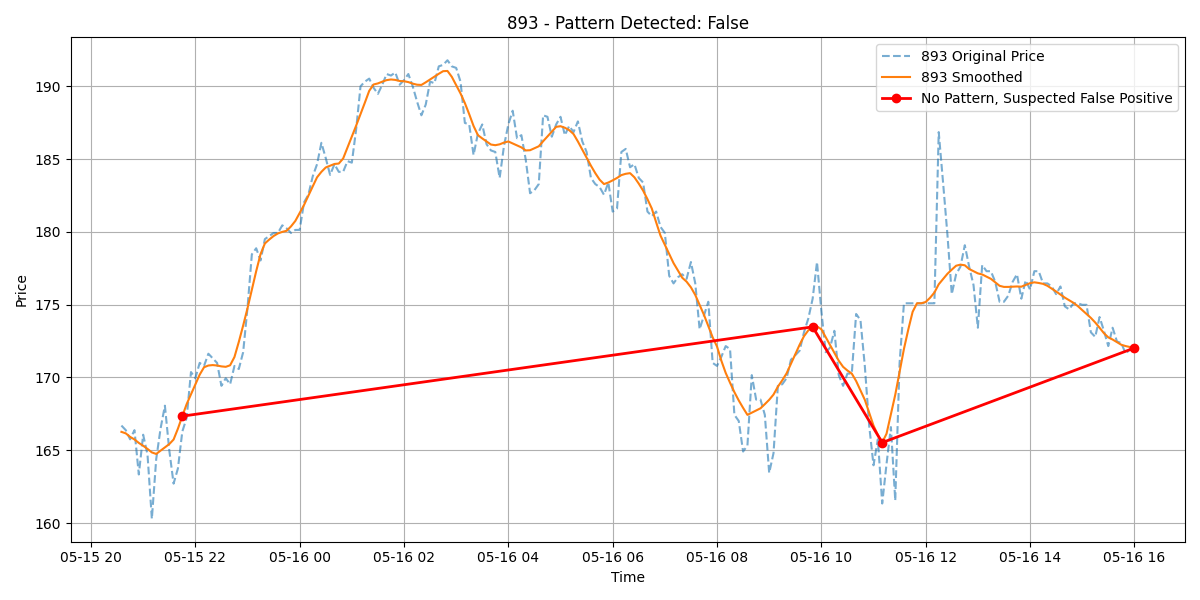 893 - Pattern Detected: False
893 Original Price
893 Smoothed
No Pattern, Suspected False Positive
Price
190
185
180
175
170
165
160
05-15 20 05-15 22 05-16 00 05-16 02 05-16 04 05-16 06 05-16 08 05-16 10 05-16 12 05-16 14 05-16 16
Time